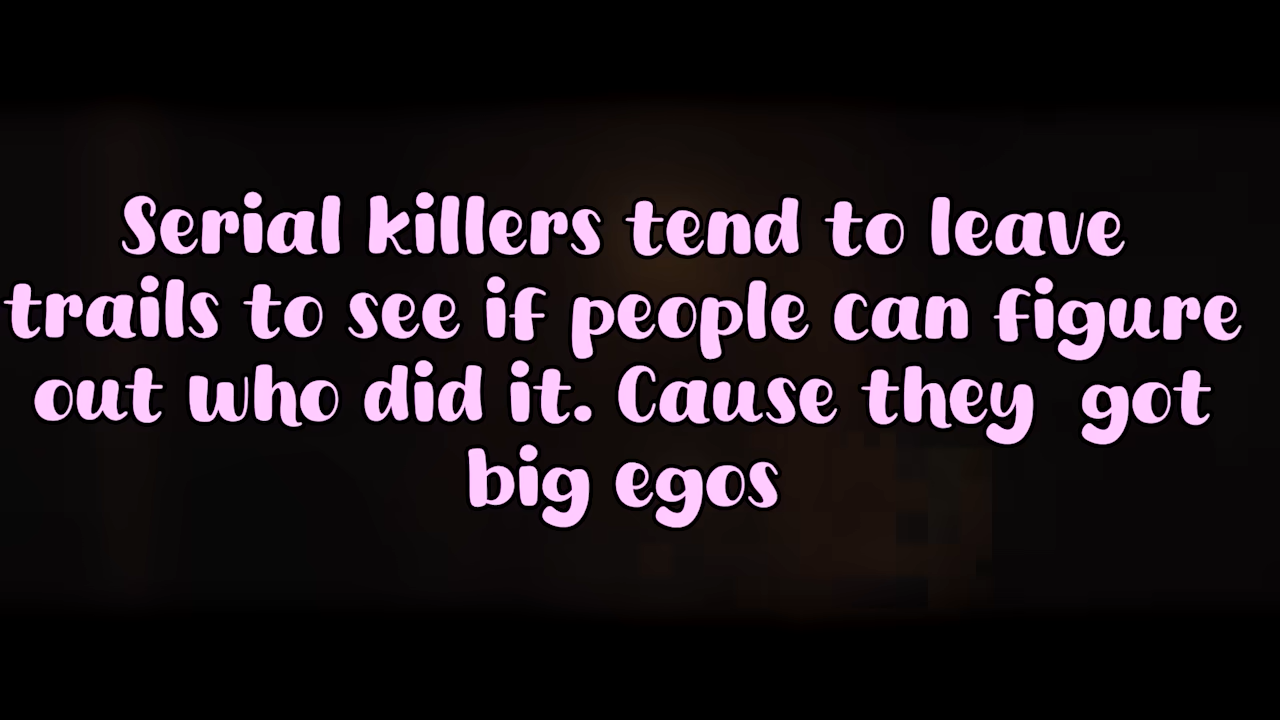 Serial killers tend to leave
trails to see if people can figure
out who did it. Cause they  got
big egos